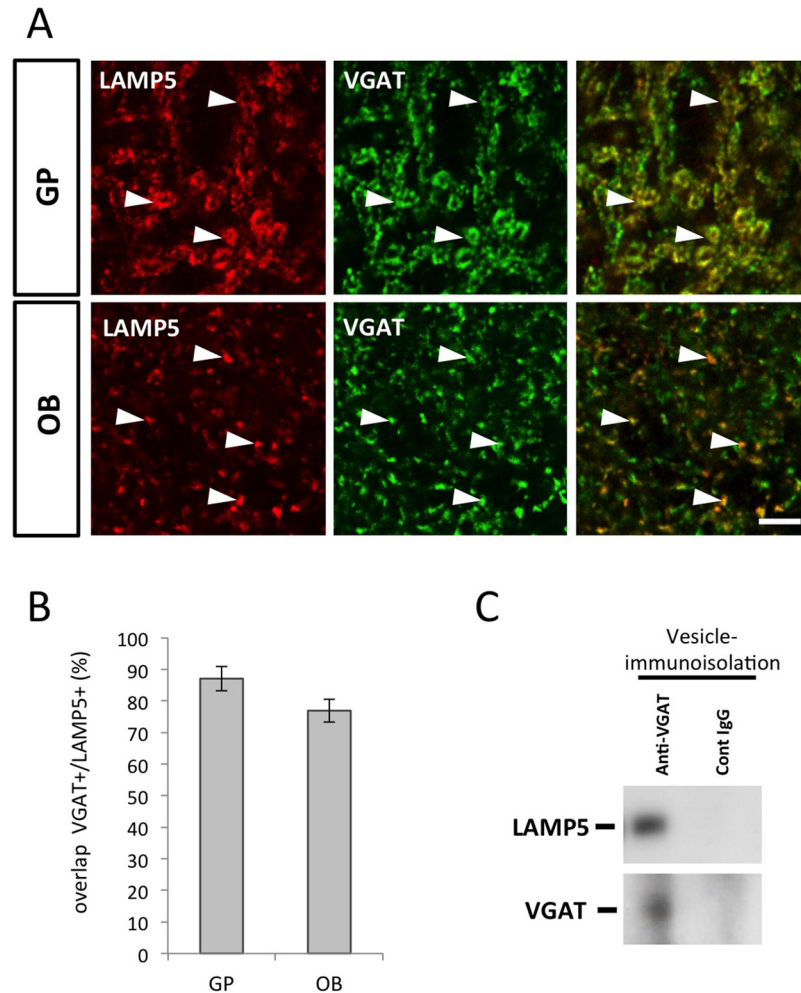 A
GP
LAMP5
VGAT
OB
LAMP5
VGAT
B
overlap VGAT+/LAMP5+ (%)
100
90
80
70
60
50
40
30
20
10
0
GP
OB
C
Vesicle-
immunoisolation
Anti-VGAT
Cont IgG
LAMP5
VGAT